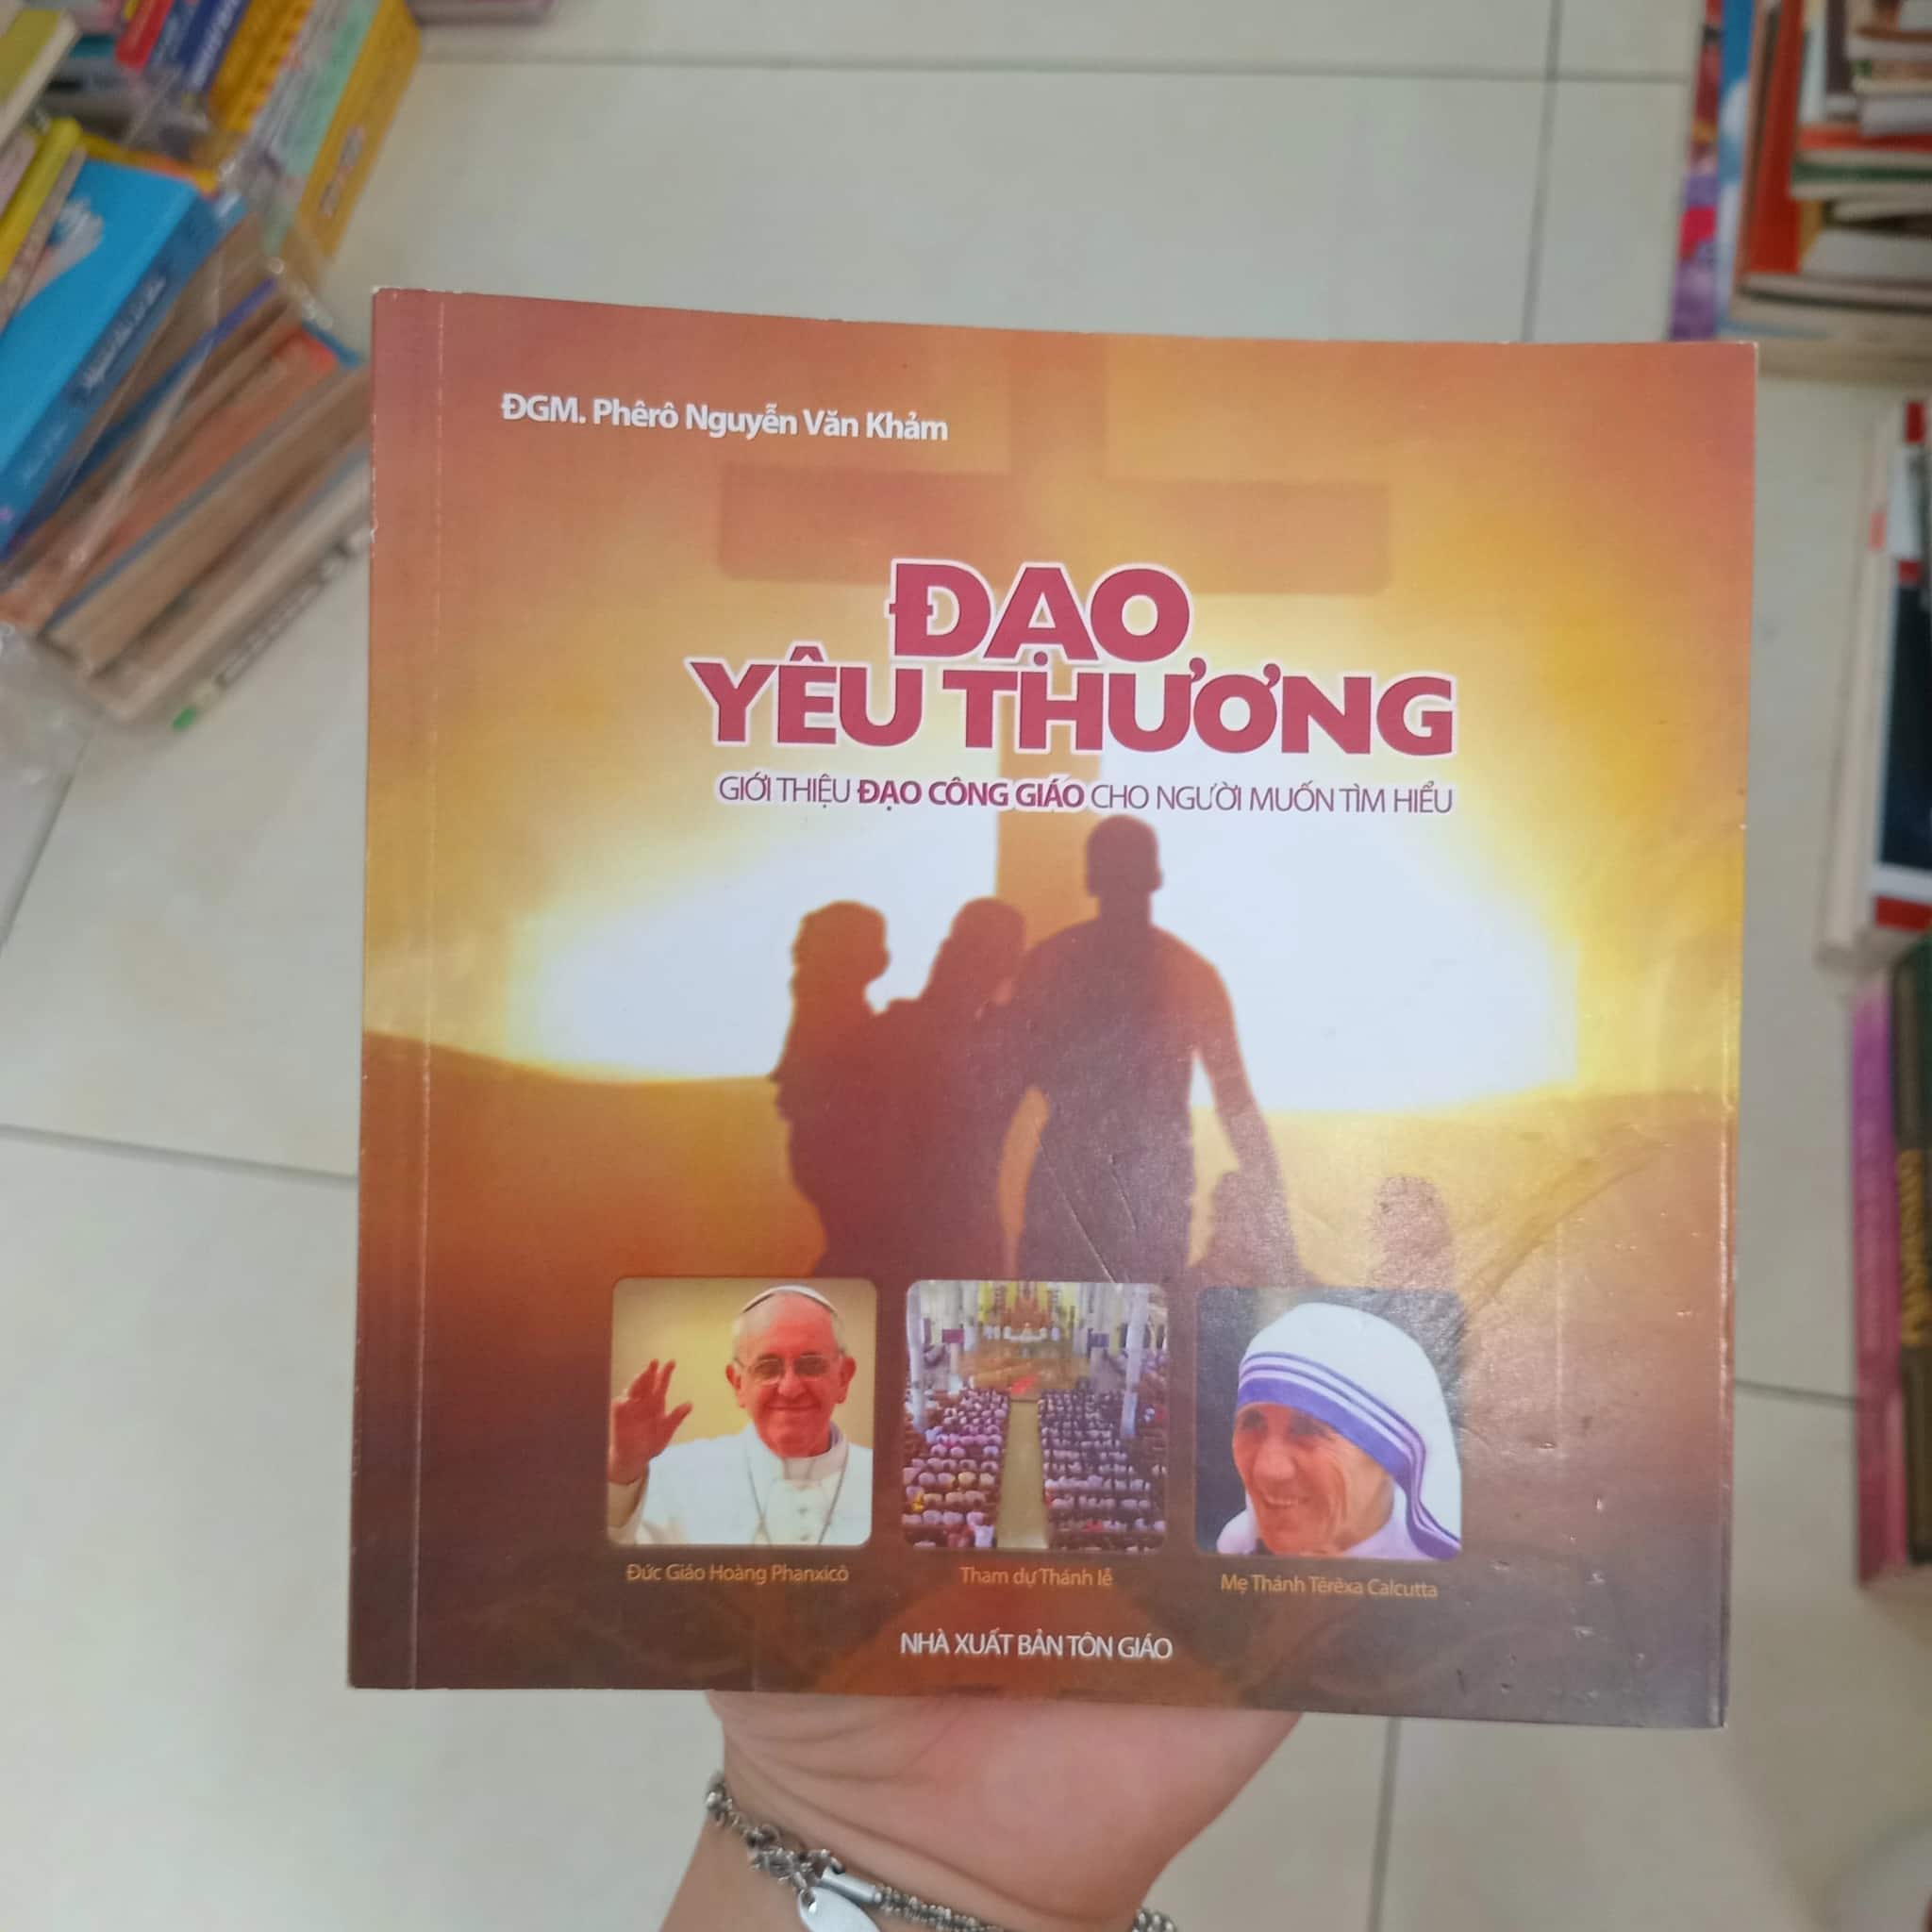 ĐGM. Phêrô Nguyễn Văn Khảm
ĐẠO
YÊU THƯƠNG
GIỚI THIỆU ĐẠO CÔNG GIÁO CHO NGƯỜI MUỐN TÌM HIỂU
Đức Giáo Hoàng Phanxicô
Tham dự Thánh lễ
Mẹ Thánh Têrêxa Calcutta
NHÀ XUẤT BẢN TÔN GIÁO